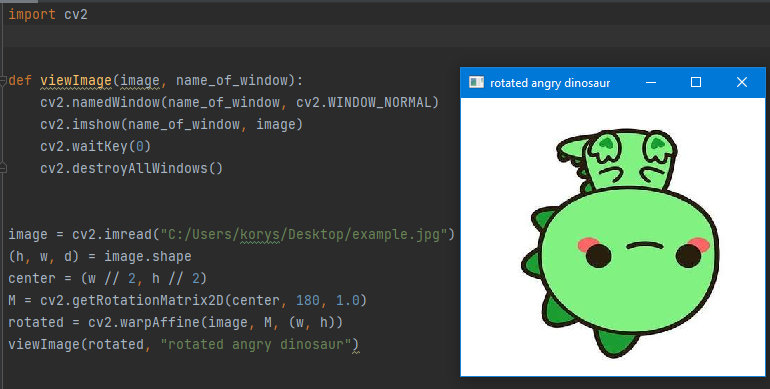 import cv2
def viewImage(image, name_of_window):
    cv2.namedWindow(name_of_window, cv2.WINDOW_NORMAL)
    cv2.imshow(name_of_window, image)
    cv2.waitKey(0)
    cv2.destroyAllWindows()
rotated angry dinosaur
image = cv2.imread("C:/Users/korys/Desktop/example.jpg")
(h, w, d) = image.shape
center = (w // 2, h // 2)
M = cv2.getRotationMatrix2D(center, 180, 1.0)
rotated = cv2.warpAffine(image, M, (w, h))
viewImage(rotated, "rotated angry dinosaur")